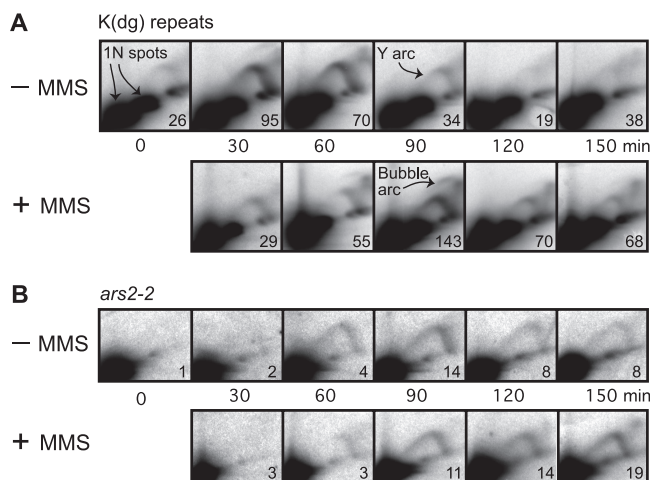 A
K(dg) repeats
− MMS
1N spots
Y arc
26 95 70 34 19 38
0 30 60 90 120 150 min
+ MMS
Bubble
arc
29 55 143 70 68
B
ars2-2
− MMS
1 2 4 14 8 8
0 30 60 90 120 150 min
+ MMS
3 3 11 14 19